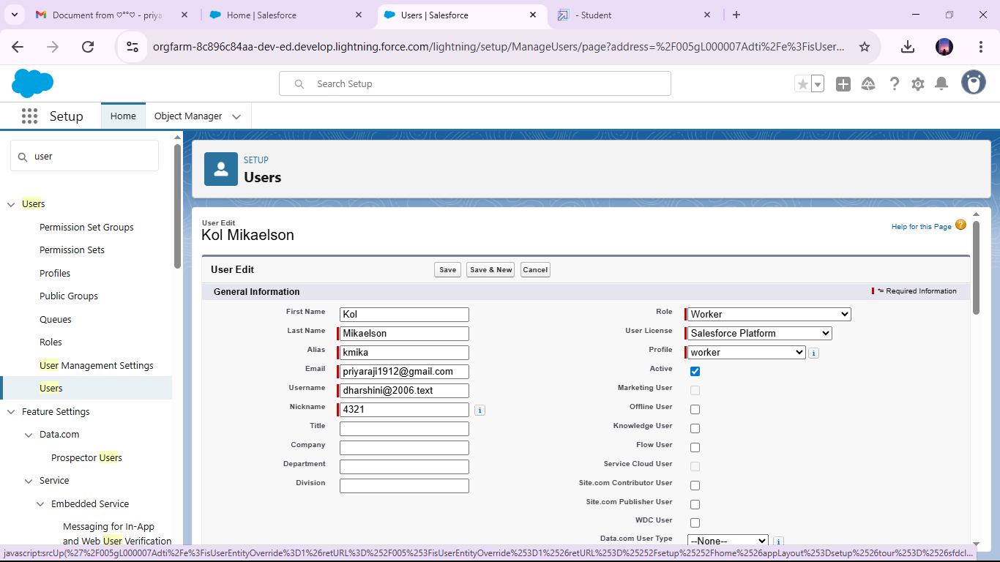 Document from ♡°°♡ - priya
Home | Salesforce
Users | Salesforce
- Student
orgfarm-8c896c84aa-dev-ed.develop.lightning.force.com/lightning/setup/ManageUsers/page?address=%2F005gL000007Adti%2Fe%3FisUser...
Search Setup
Setup
Home
Object Manager
user
Users
Permission Set Groups
Permission Sets
Profiles
Public Groups
Queues
Roles
User Management Settings
Users
Feature Settings
Data.com
Prospector Users
Service
Embedded Service
Messaging for In-App
and Web User Verification
SETUP
Users
User Edit
Kol Mikaelson
Help for this Page ?
User Edit
Save
Save & New
Cancel
General Information
= Required Information
First Name Kol
Last Name Mikaelson
Alias kmika
Email priyaraji1912@gmail.com
Username dharshini@2006.text
Nickname 4321 i
Title
Company
Department
Division
Role Worker
User License Salesforce Platform
Profile worker i
Active
Marketing User
Offline User
Knowledge User
Flow User
Service Cloud User
Site.com Contributor User
Site.com Publisher User
WDC User
Data.com User Type --None-- i
javascript:srcUp(%27%2F005gL000007Adti%2Fe%3FisUserEntityOverride%3D1%26retURL%3D%252F005%253FisUserEntityOverride%253D1%2526retURL%253D%25252Fsetup%25252Fhome%2526appLayout%253Dsetup%2526tour%253D%2526sfdcl...